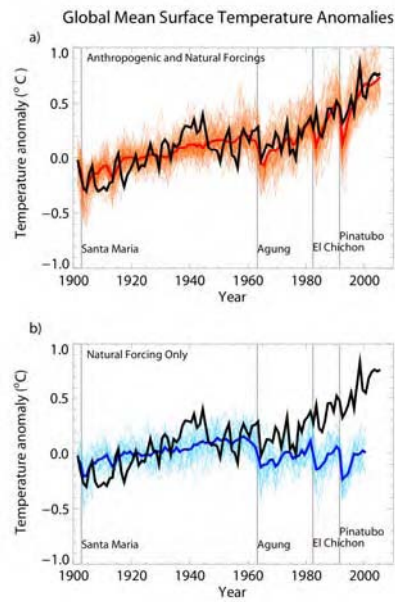 Global Mean Surface Temperature Anomalies
a)
Anthropogenic and Natural Forcings
Temperature anomaly (° C)
1.0
0.5
0.0
−0.5
−1.0
Santa Maria
Agung
El Chichon
Pinatubo
1900 1920 1940 1960 1980 2000
Year
b)
Natural Forcing Only
Temperature anomaly (°C)
1.0
0.5
0.0
−0.5
−1.0
Santa Maria
Agung
El Chichon
Pinatubo
1900 1920 1940 1960 1980 2000
Year